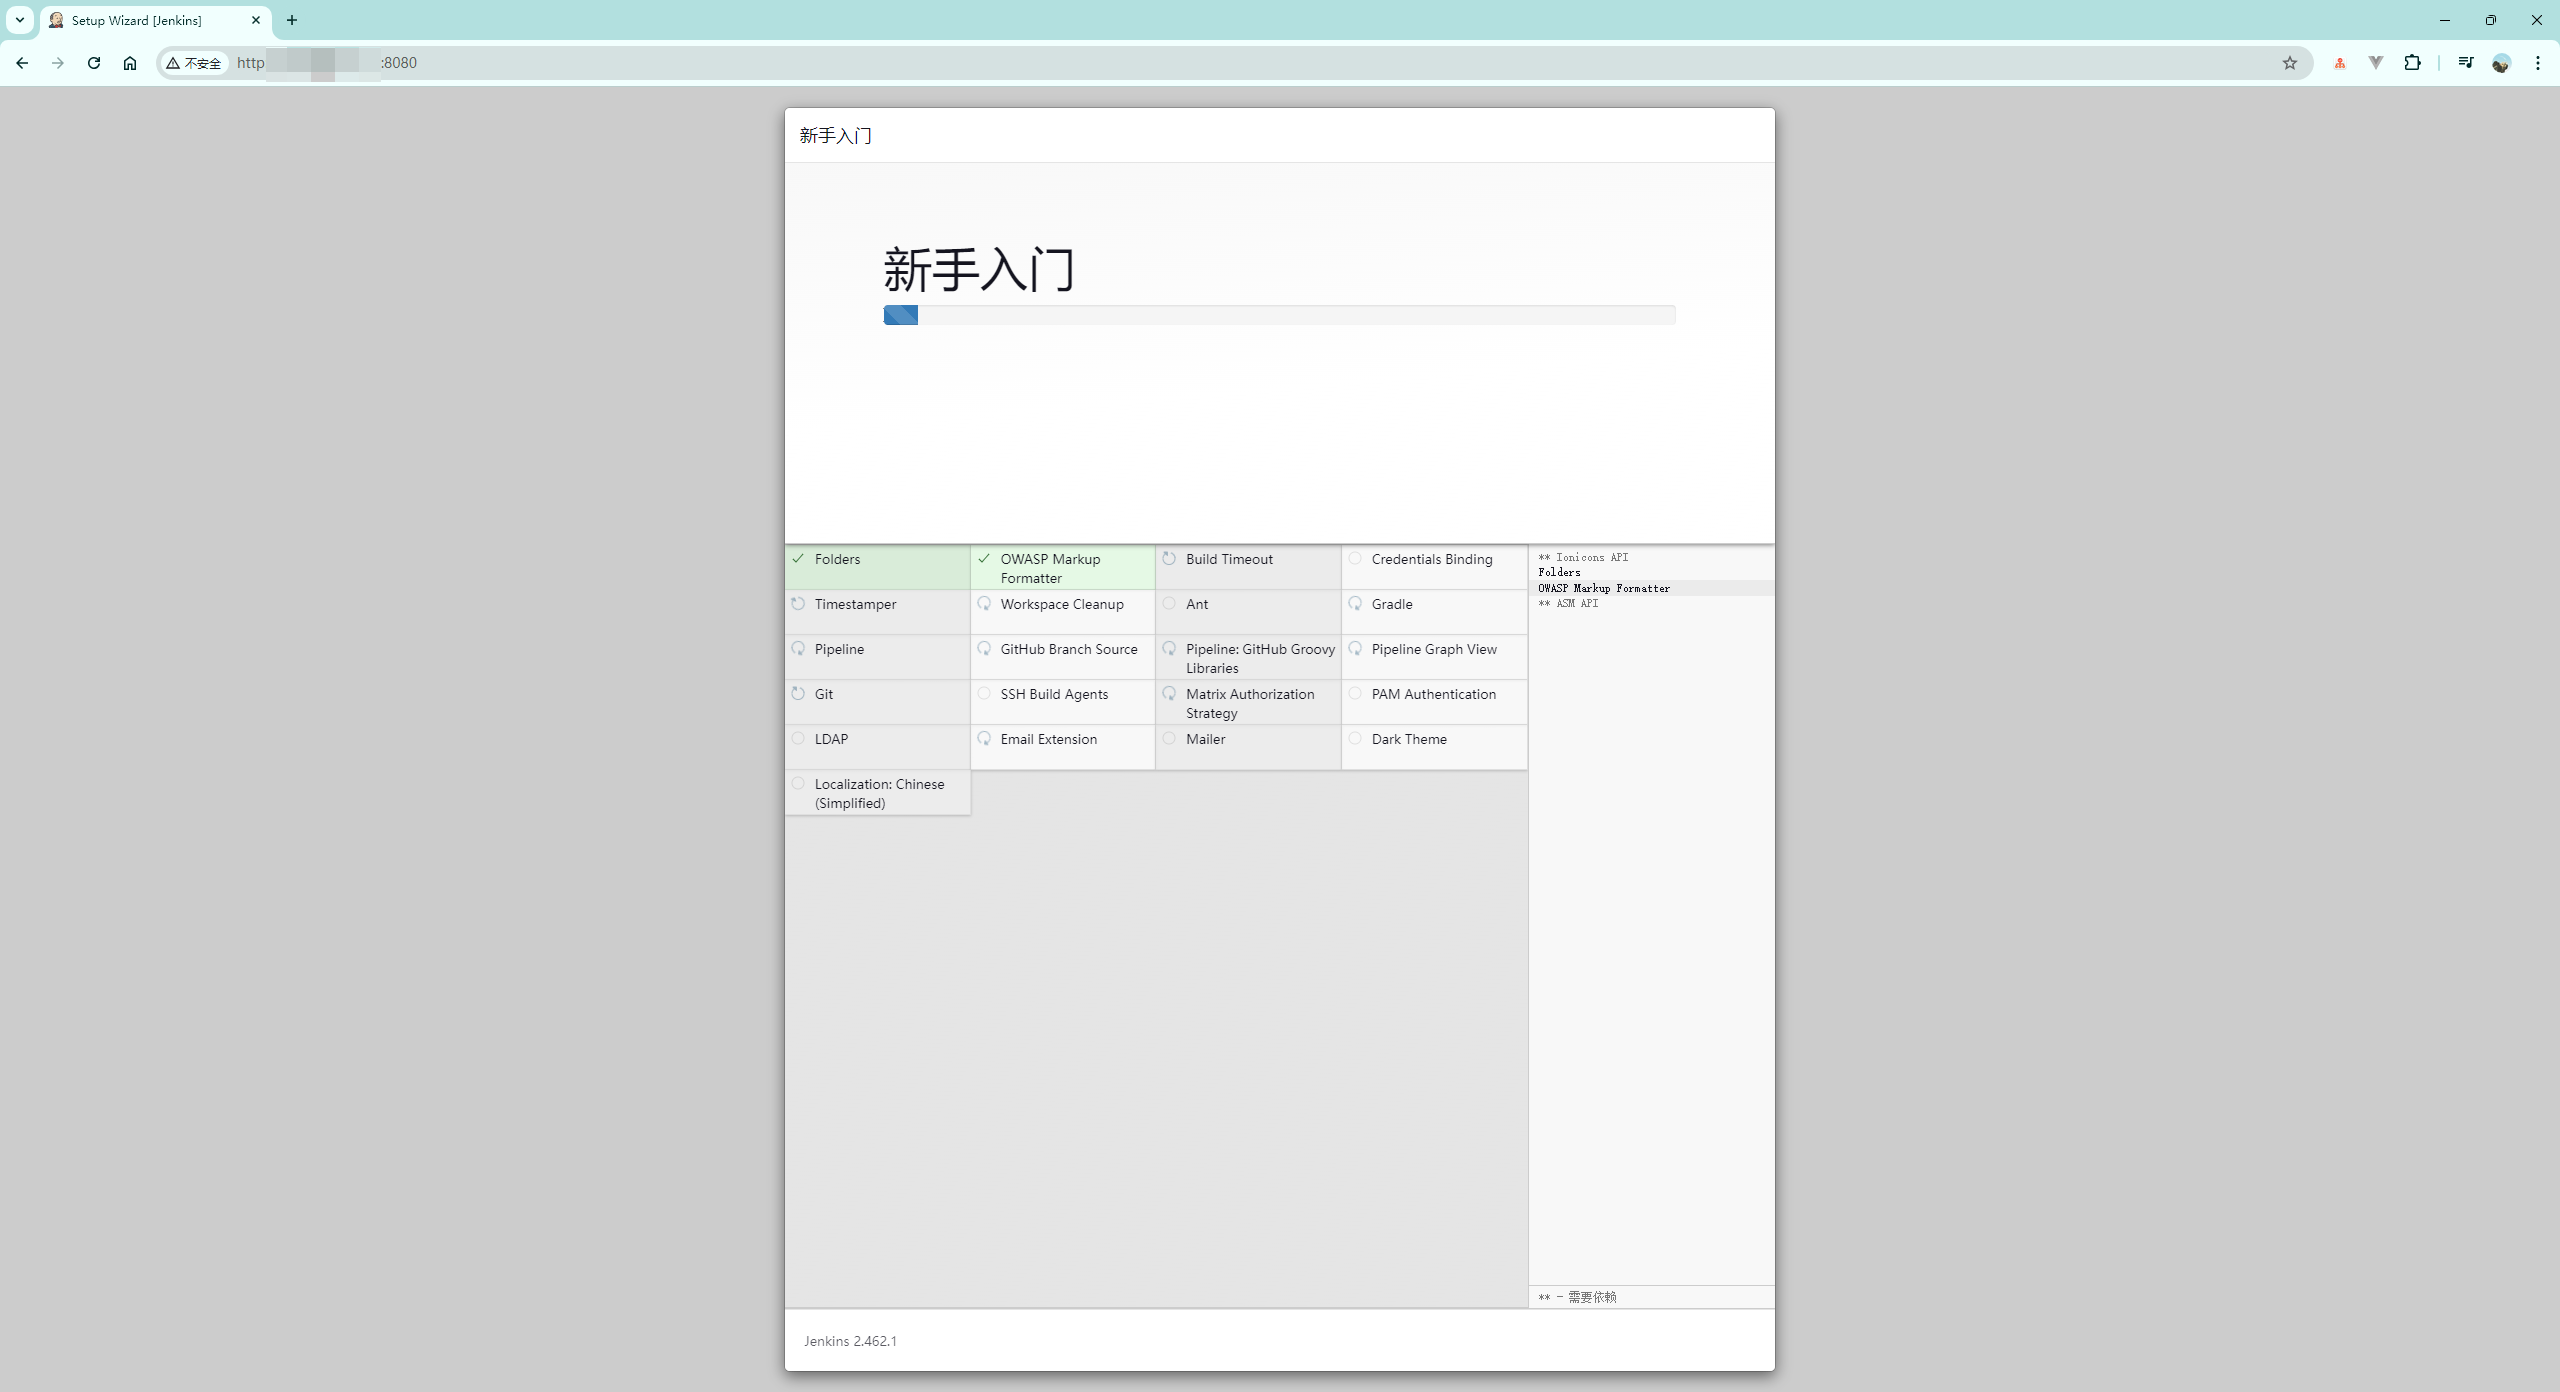 Setup Wizard [Jenkins]
不安全
http
:8080
新手入门
新手入门
Folders
OWASP Markup
Formatter
Build Timeout
Credentials Binding
Timestamper
Workspace Cleanup
Ant
Gradle
Pipeline
GitHub Branch Source
Pipeline: GitHub Groovy
Libraries
Pipeline Graph View
Git
SSH Build Agents
Matrix Authorization
Strategy
PAM Authentication
LDAP
Email Extension
Mailer
Dark Theme
Localization: Chinese
(Simplified)
** Ionicons API
Folders
OWASP Markup Formatter
** ASM API
** - 需要依赖
Jenkins 2.462.1